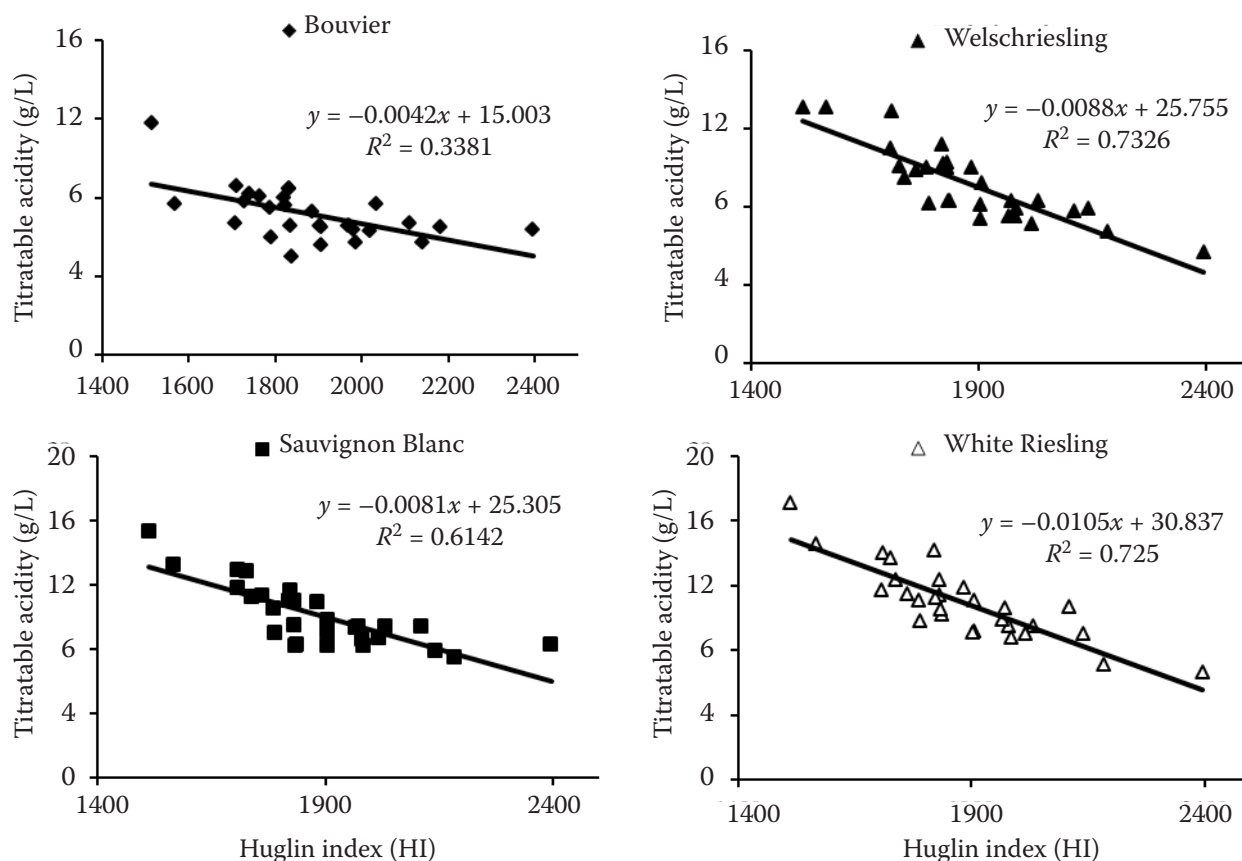 Bouvier
16
12
6
4
0
Titratable acidity (g/L)
y = −0.0042x + 15.003
R² = 0.3381
1400 1600 1800 2000 2200 2400
Welschriesling
16
12
6
4
0
Titratable acidity (g/L)
y = −0.0088x + 25.755
R² = 0.7326
1400 1900 2400
Sauvignon Blanc
20
16
12
6
4
0
Titratable acidity (g/L)
y = −0.0081x + 25.305
R² = 0.6142
1400 1900 2400
Huglin index (HI)
White Riesling
20
16
12
6
4
0
Titratable acidity (g/L)
y = −0.0105x + 30.837
R² = 0.725
1400 1900 2400
Huglin index (HI)